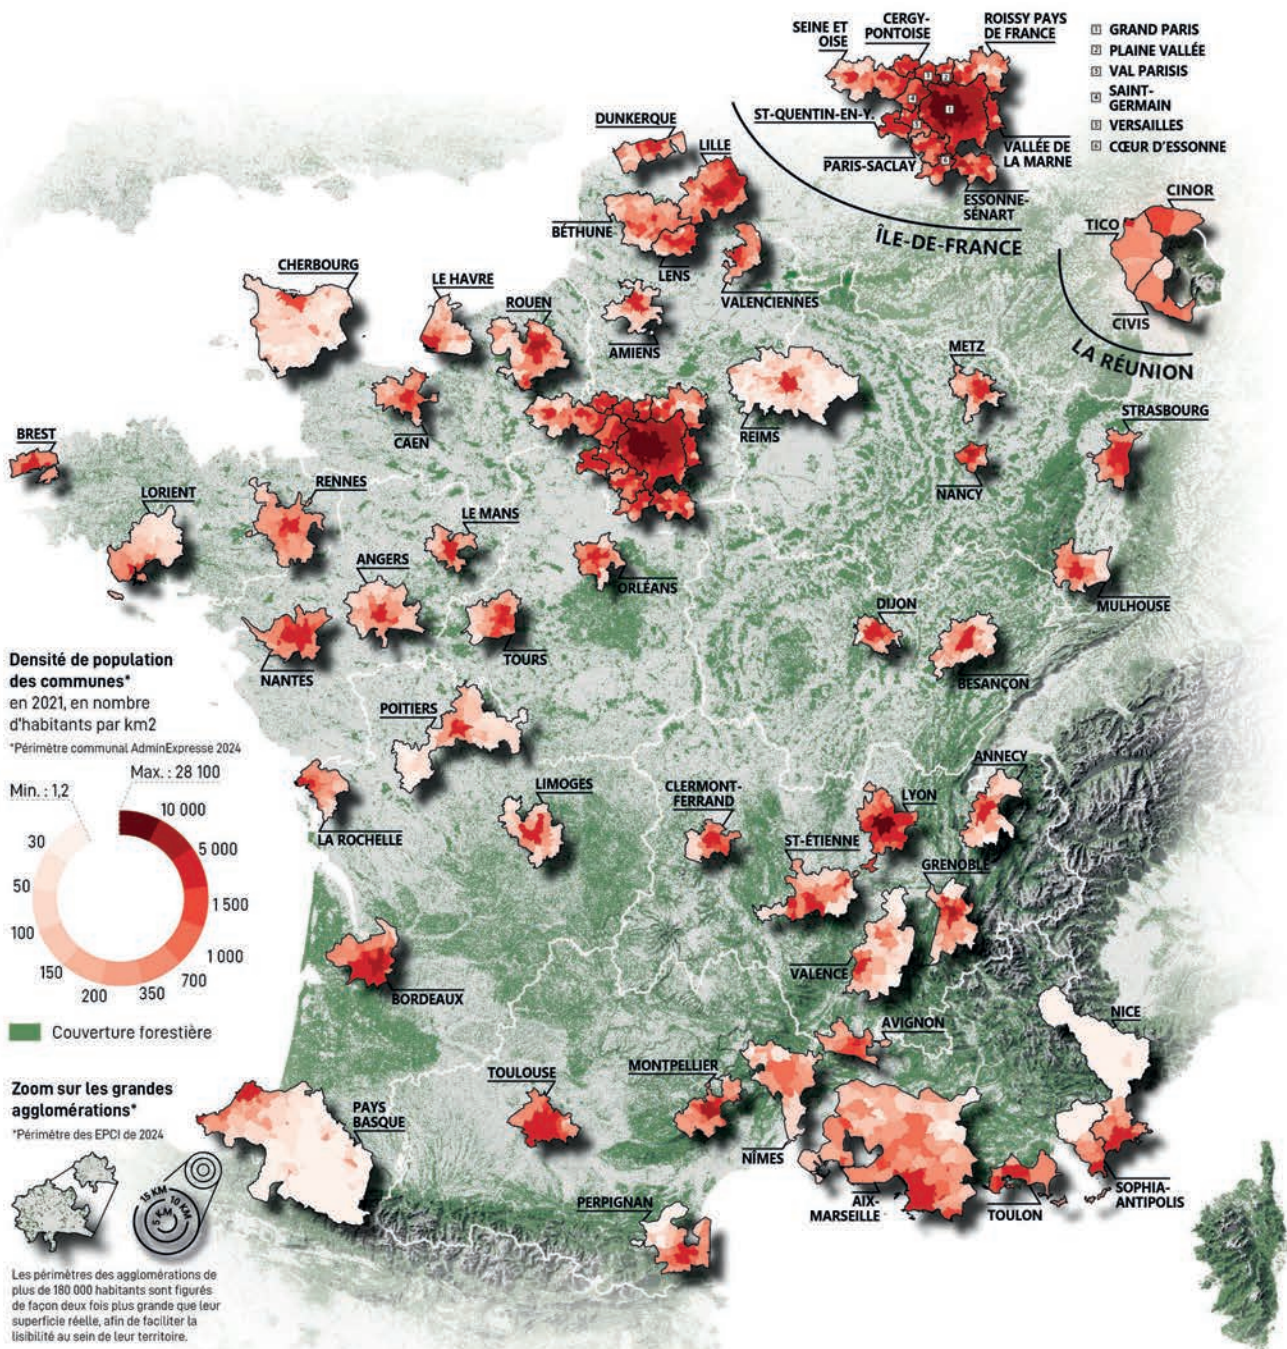 SEINE ET
OISE
CERGY-
PONTOISE
ROISSY PAYS
DE FRANCE
1 GRAND PARIS
2 PLAINE VALLÉE
VAL PARISIS
4 SAINT-
GERMAIN
VERSAILLES
6 CŒUR D'ESSONNE
ST-QUENTIN-EN-Y.
PARIS-SACLAY
VALLÉE DE
LA MARNE
ESSONNE-
SÉNART
ÎLE-DE-FRANCE
DUNKERQUE
LILLE
BÉTHUNE
LENS
VALENCIENNES
CINOR
TICO
CIVIS
LA RÉUNION
CHERBOURG
LE HAVRE
ROUEN
AMIENS
METZ
CAEN
REIMS
STRASBOURG
BREST
NANCY
LORIENT
RENNES
LE MANS
ANGERS
ORLÉANS
MULHOUSE
DIJON
NANTES
TOURS
BESANÇON
Densité de population
des communes*
en 2021, en nombre
d'habitants par km2
*Périmètre communal AdminExpresse 2024
Min. : 1,2
Max. : 28 100
10 000
5 000
1 500
1 000
700
350
200
150
100
50
30
Couverture forestière
POITIERS
ANNECY
LIMOGES
CLERMONT-
FERRAND
LYON
LA ROCHELLE
ST-ÉTIENNE
GRENOBLE
VALENCE
BORDEAUX
NICE
AVIGNON
MONTPELLIER
TOULOUSE
PAYS
BASQUE
NÎMES
AIX-
MARSEILLE
TOULON
SOPHIA-
ANTIPOLIS
PERPIGNAN
Zoom sur les grandes
agglomérations*
*Périmètre des EPCI de 2024
15 KM
10 KM
5 KM
Les périmètres des agglomérations de
plus de 180 000 habitants sont figurés
de façon deux fois plus grande que leur
superficie réelle, afin de faciliter la
lisibilité au sein de leur territoire.